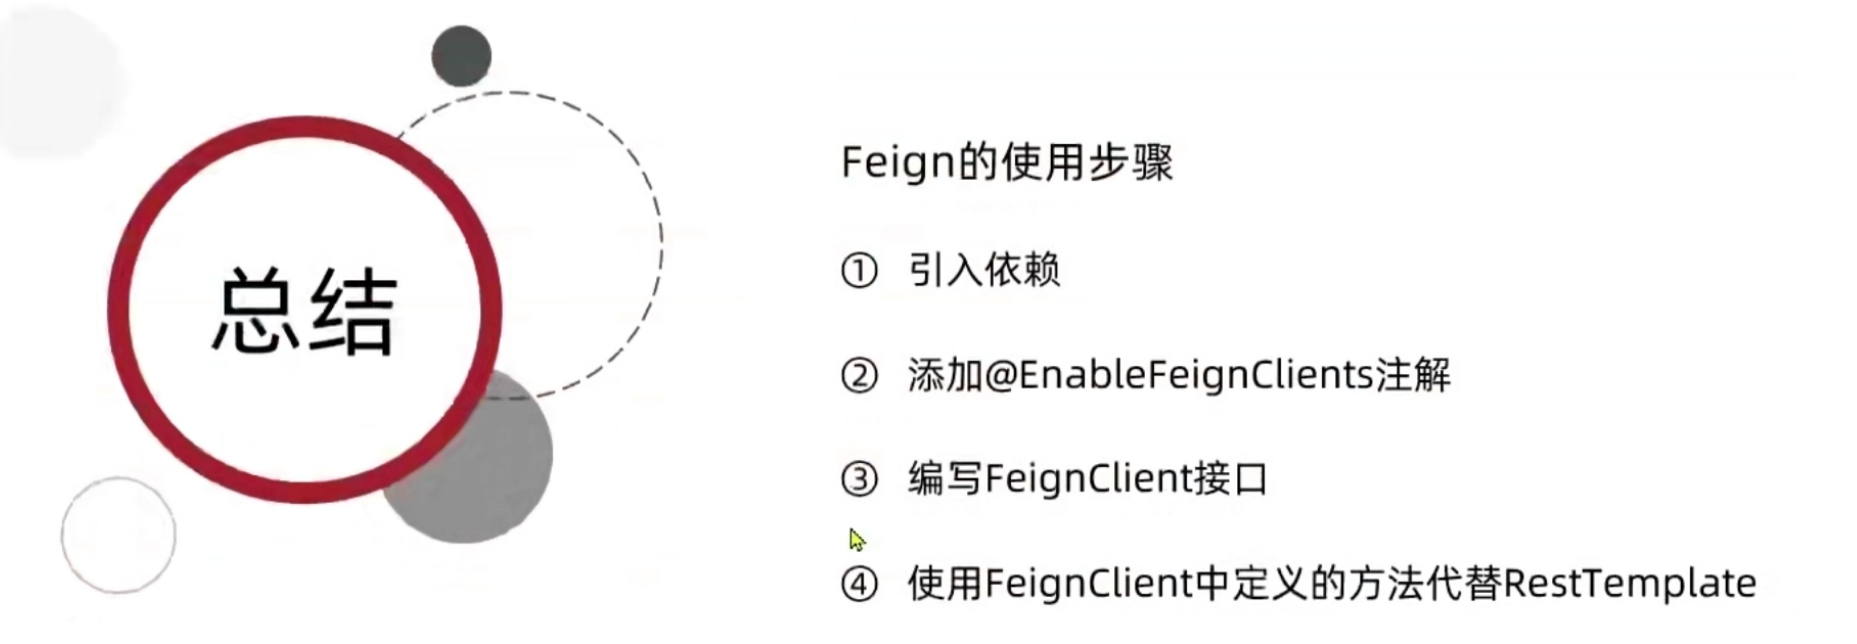 总结
Feign的使用步骤
① 引入依赖
② 添加@EnableFeignClients注解
③ 编写FeignClient接口
④ 使用FeignClient中定义的方法代替RestTemplate